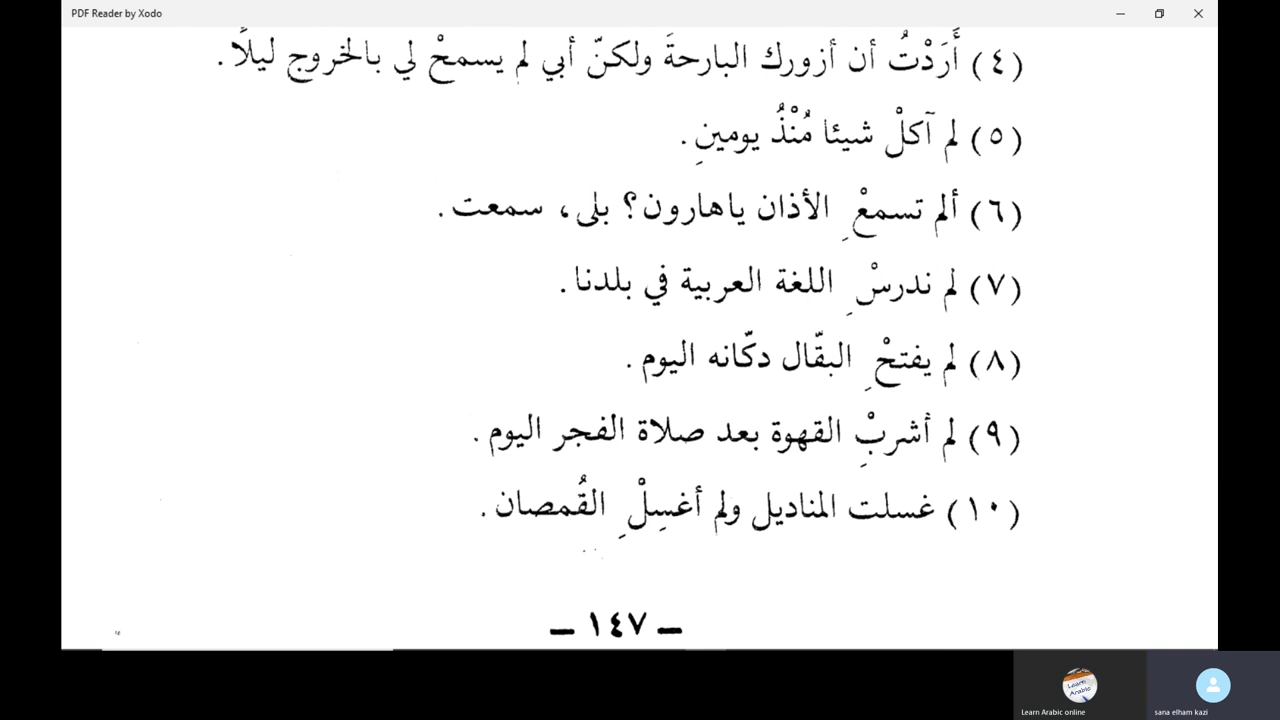 PDF Reader by Xodo
(٤) أَرَدْتُ أن أزورك البارحةَ ولكنّ أبي لم يسمحْ لي بالخروج ليلًا .
(٥) لم آكلْ شيئا مُنْذُ يومينِ .
(٦) ألم تسمعْ ِ الأذان ياهارون؟ بلى، سمعت .
(٧) لم ندرسْ ِ اللغة العربية في بلدنا .
(٨) لم يفتحْ ِ البقّال دكّانه اليوم .
(٩) لم أشربْ ِ القهوة بعد صلاة الفجر اليوم .
(١٠) غسلت المناديل ولم أغسِلْ ِ القُمصان .
– ١٤٧ –
Learn Arabic
Learn Arabic online
sana elham kazi